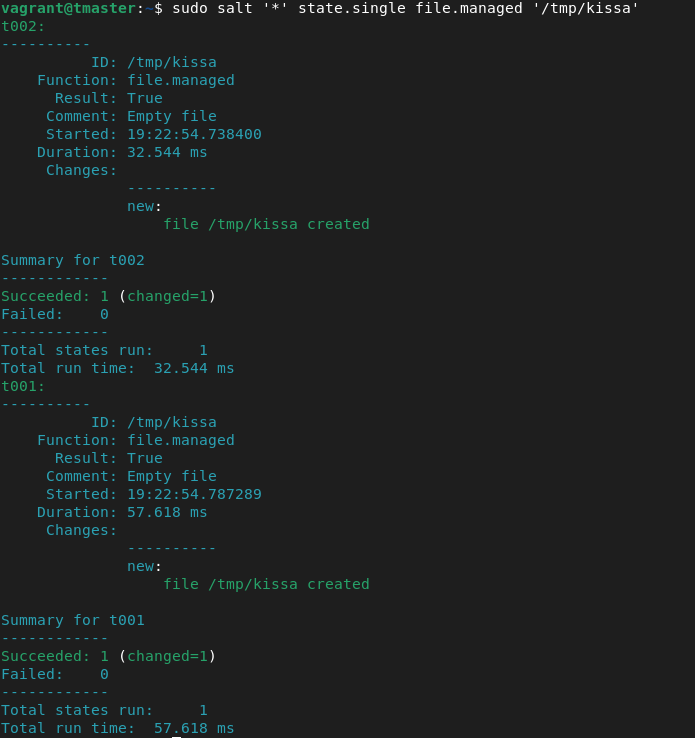 vagrant@tmaster:~$ sudo salt '*' state.single file.managed '/tmp/kissa'
t002:
----------
          ID: /tmp/kissa
    Function: file.managed
      Result: True
     Comment: Empty file
     Started: 19:22:54.738400
    Duration: 32.544 ms
     Changes:
              ----------
              new:
                  file /tmp/kissa created

Summary for t002
------------
Succeeded: 1 (changed=1)
Failed:    0
------------
Total states run:     1
Total run time:  32.544 ms
t001:
----------
          ID: /tmp/kissa
    Function: file.managed
      Result: True
     Comment: Empty file
     Started: 19:22:54.787289
    Duration: 57.618 ms
     Changes:
              ----------
              new:
                  file /tmp/kissa created

Summary for t001
------------
Succeeded: 1 (changed=1)
Failed:    0
------------
Total states run:     1
Total run time:  57.618 ms